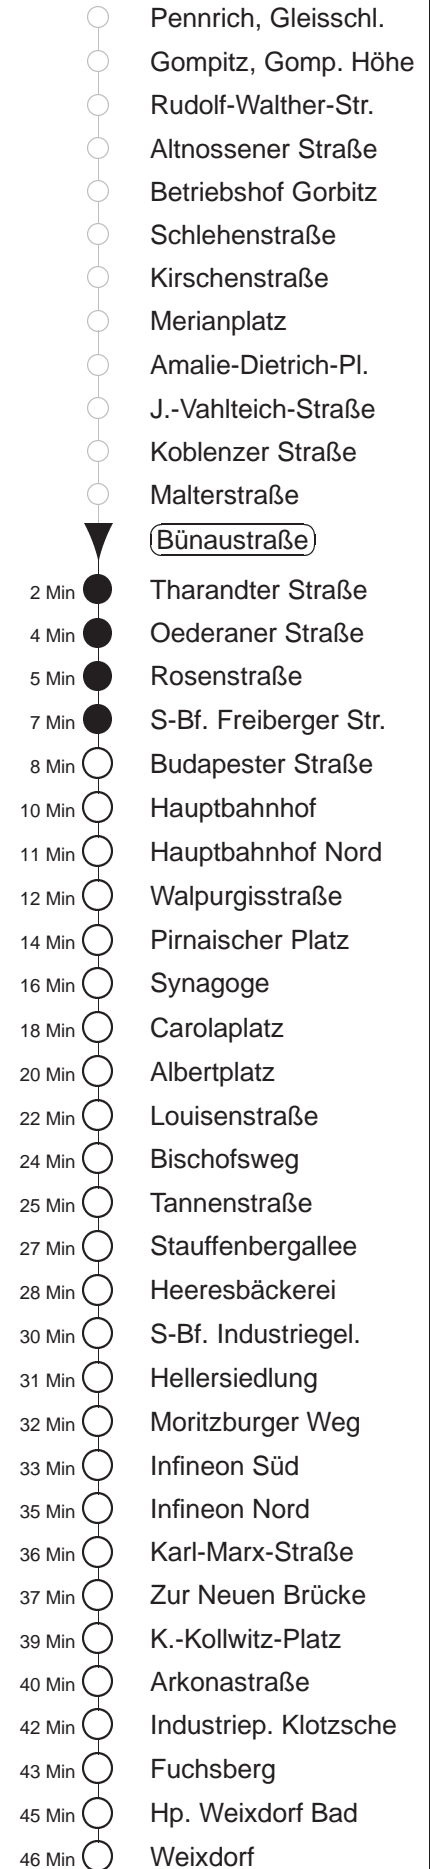 Pennrich, Gleisschl.
Gompitz, Gomp. Höhe
Rudolf-Walther-Str.
Altnossener Straße
Betriebshof Gorbitz
Schlehenstraße
Kirschenstraße
Merianplatz
Amalie-Dietrich-Pl.
J.-Vahlteich-Straße
Koblenzer Straße
Malterstraße
Bünaustraße
2 Min Tharandter Straße
4 Min Oederaner Straße
5 Min Rosenstraße
7 Min S-Bf. Freiberger Str.
8 Min Budapester Straße
10 Min Hauptbahnhof
11 Min Hauptbahnhof Nord
12 Min Walpurgisstraße
14 Min Pirnaischer Platz
16 Min Synagoge
18 Min Carolaplatz
20 Min Albertplatz
22 Min Louisenstraße
24 Min Bischofsweg
25 Min Tannenstraße
27 Min Stauffenbergallee
28 Min Heeresbäckerei
30 Min S-Bf. Industriegel.
31 Min Hellersiedlung
32 Min Moritzburger Weg
33 Min Infineon Süd
35 Min Infineon Nord
36 Min Karl-Marx-Straße
37 Min Zur Neuen Brücke
39 Min K.-Kollwitz-Platz
40 Min Arkonastraße
42 Min Industriep. Klotzsche
43 Min Fuchsberg
45 Min Hp. Weixdorf Bad
46 Min Weixdorf